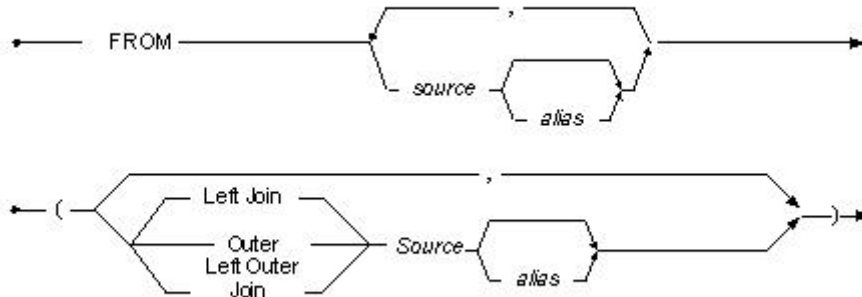 ,
FROM
source
alias
,
Left Join
( Outer Source )
Left Outer
alias
Join